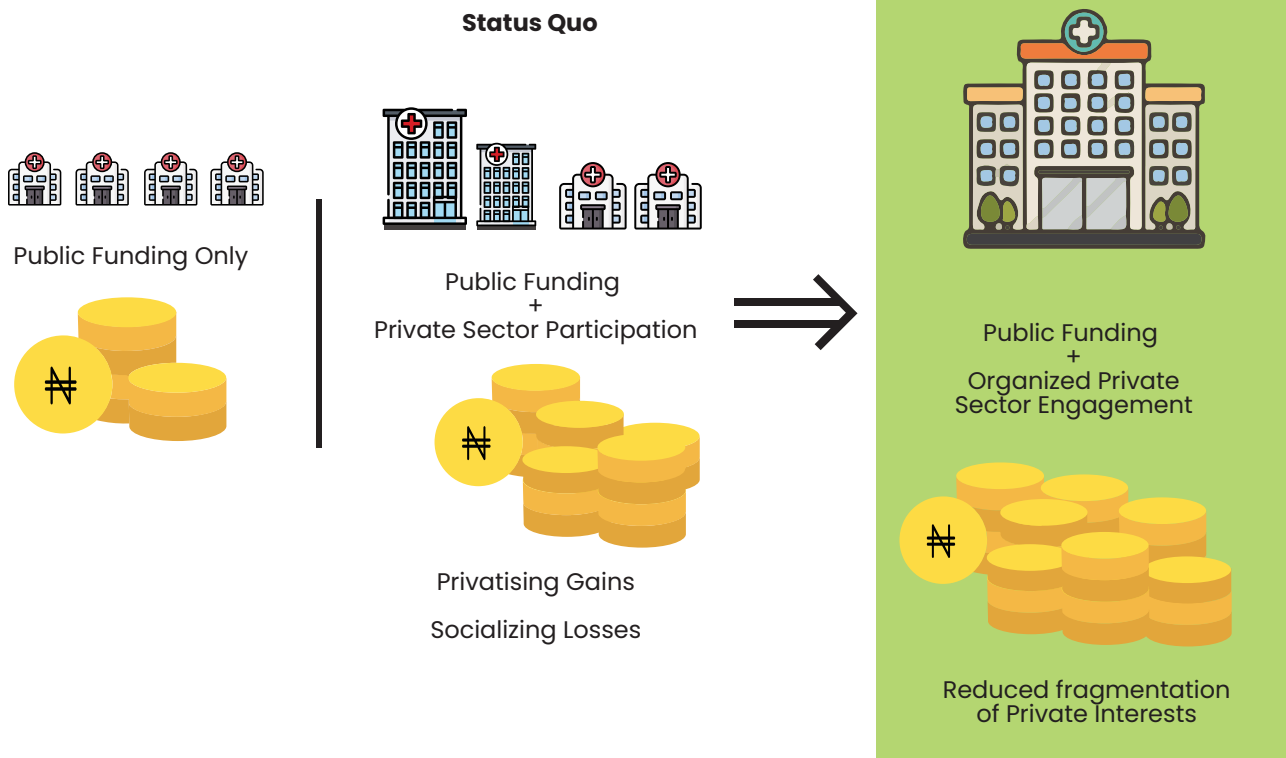 Status Quo
Public Funding Only
₦
Public Funding
+
Private Sector Participation
₦
Privatising Gains
Socializing Losses
Public Funding
+
Organized Private
Sector Engagement
₦
Reduced fragmentation
of Private Interests